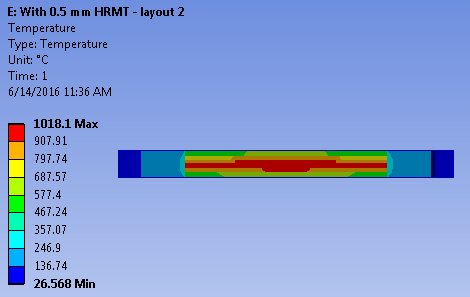 E: With 0.5 mm HRMT - layout 2
Temperature
Type: Temperature
Unit: °C
Time: 1
6/14/2016 11:36 AM
1018.1 Max
907.91
797.74
687.57
577.4
467.24
357.07
246.9
136.74
26.568 Min